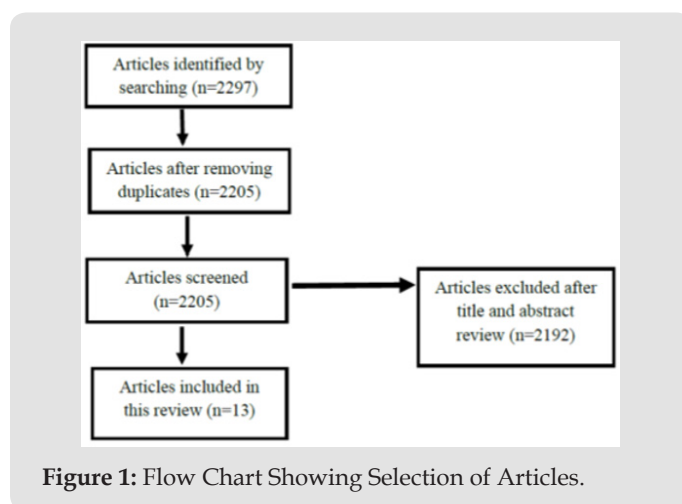 Articles identified by
searching (n=2297)
Articles after removing
duplicates (n=2205)
Articles screened
(n=2205)
Articles excluded after
title and abstract
review (n=2192)
Articles included in
this review (n=13)
Figure 1: Flow Chart Showing Selection of Articles.